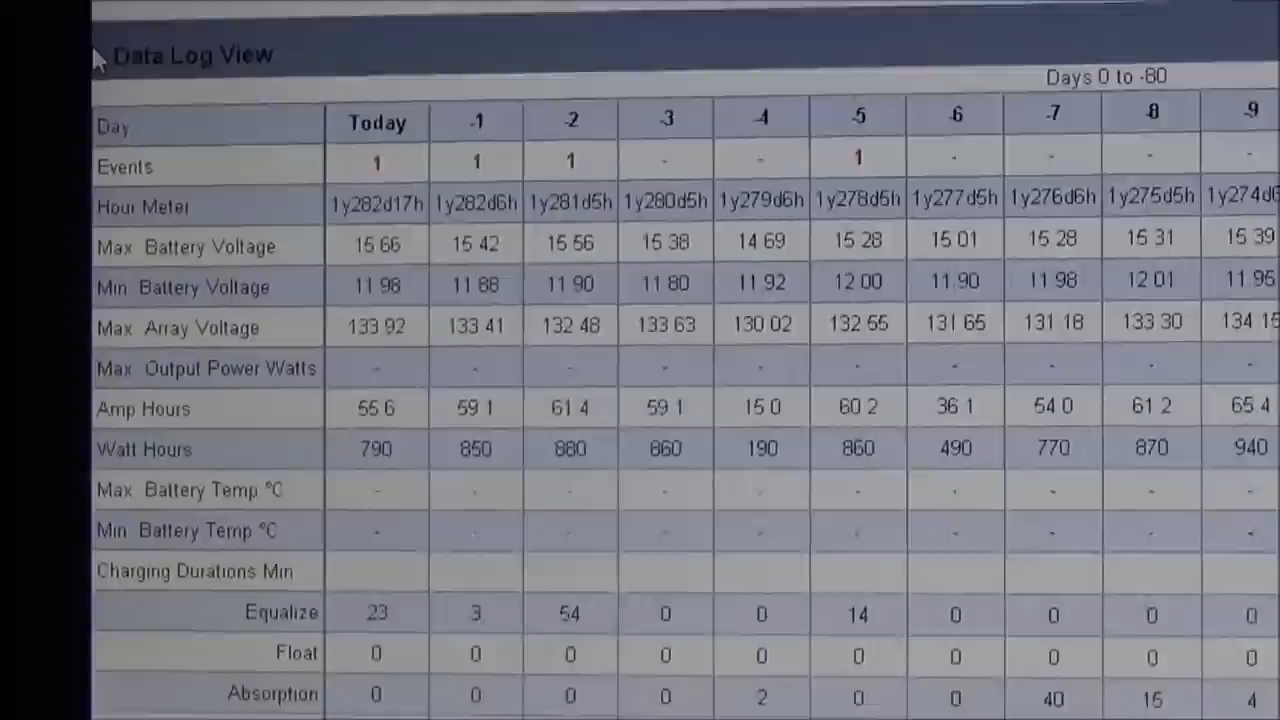 Data Log View
Days 0 to -80
Day Today -1 -2 -3 -4 -5 -6 -7 -8 -9
Events 1 1 1 - - 1 - - - -
Hour Meter 1y282d17h 1y282d6h 1y281d5h 1y280d5h 1y279d6h 1y278d5h 1y277d5h 1y276d6h 1y275d5h 1y274d6
Max Battery Voltage 15 66 15 42 15 56 15 38 14 69 15 28 15 01 15 28 15 31 15 39
Min Battery Voltage 11 98 11 88 11 90 11 80 11 92 12 00 11 90 11 98 12 01 11 95
Max Array Voltage 133 92 133 41 132 48 133 63 130 02 132 55 131 65 131 18 133 30 134 15
Max Output Power Watts - - - - - - - - - -
Amp Hours 55 6 59 1 61 4 59 1 15 0 60 2 36 1 54 0 61 2 65 4
Watt Hours 790 850 880 860 190 860 490 770 870 940
Max Battery Temp °C - - - - - - - - - -
Min Battery Temp °C - - - - - - - - - -
Charging Durations Min
Equalize 23 3 54 0 0 14 0 0 0 0
Float 0 0 0 0 0 0 0 0 0 0
Absorption 0 0 0 0 2 0 0 40 15 4